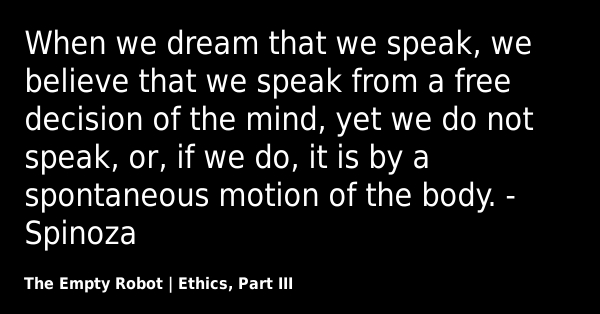 When we dream that we speak, we
believe that we speak from a free
decision of the mind, yet we do not
speak, or, if we do, it is by a
spontaneous motion of the body. -
Spinoza
The Empty Robot | Ethics, Part III